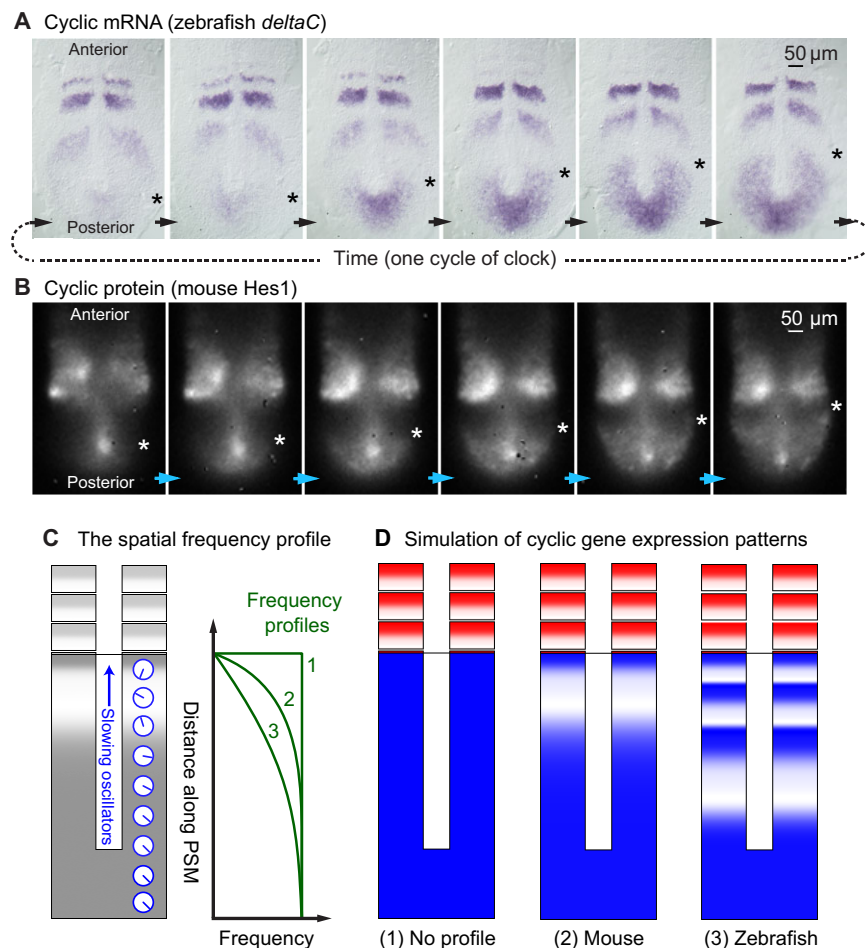 A Cyclic mRNA (zebrafish deltaC)
Anterior
50 µm
*
*
*
*
*
*
Posterior
Time (one cycle of clock)
B Cyclic protein (mouse Hes1)
Anterior
50 µm
*
*
*
*
*
*
Posterior
C The spatial frequency profile
Slowing oscillators
Frequency
profiles
1
2
3
Distance along PSM
Frequency
D Simulation of cyclic gene expression patterns
(1) No profile
(2) Mouse
(3) Zebrafish